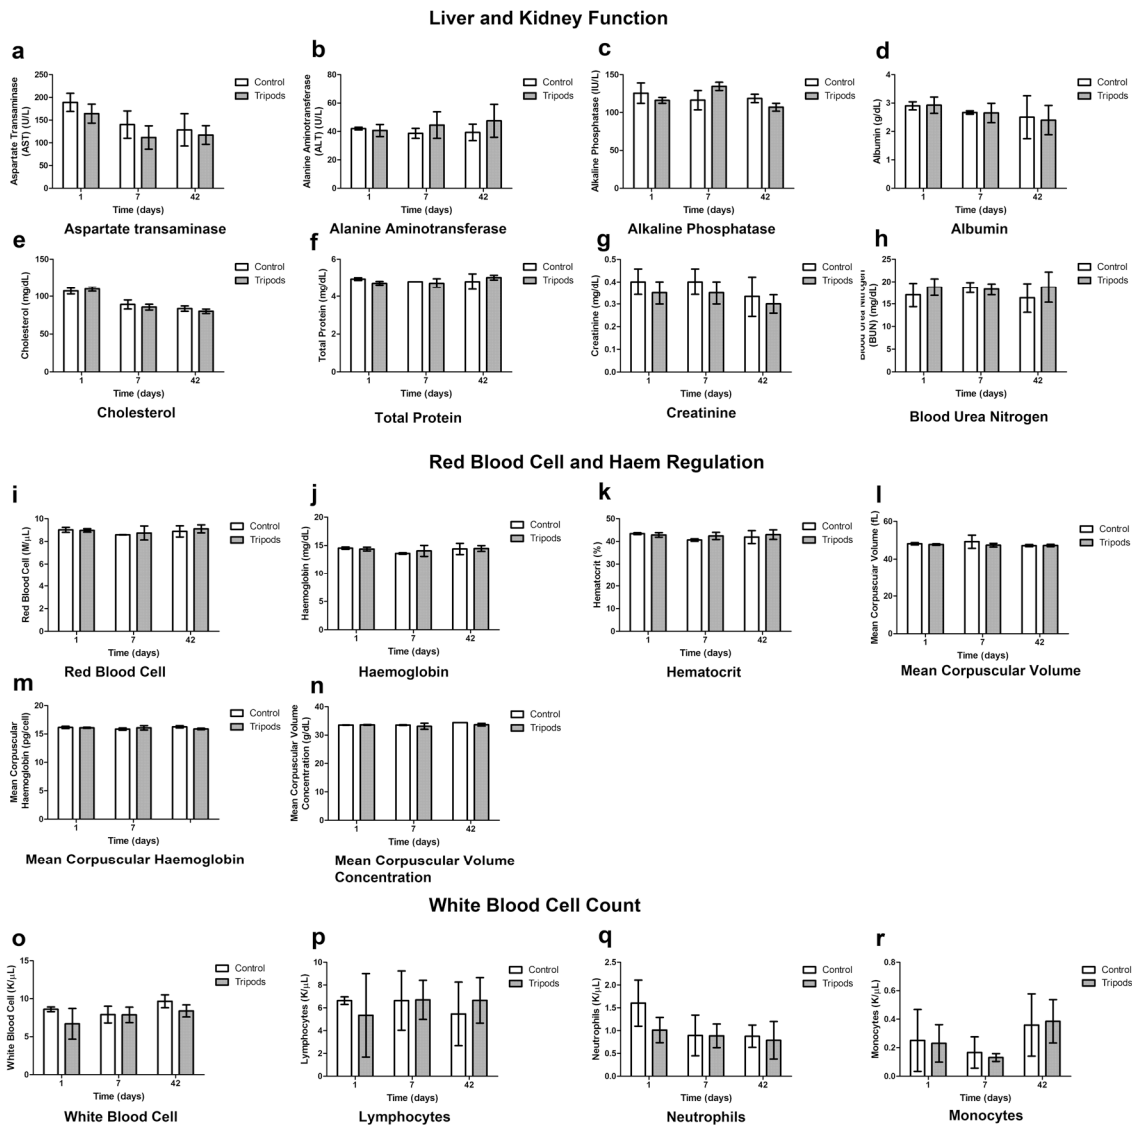 Liver and Kidney Function
a
Aspartate Transaminase
(AST) (U/L)
250
200
150
100
50
0
1
7
42
Time (days)
Control
Tripods
Aspartate transaminase
b
Alanine Aminotransferase
(ALT) (U/L)
80
60
40
20
0
1
7
42
Time (days)
Control
Tripods
Alanine Aminotransferase
c
Alkaline Phosphatase (IU/L)
150
100
50
0
1
7
42
Time (days)
Control
Tripods
Alkaline Phosphatase
d
Albumin (g/dL)
4
3
2
1
0
1
7
42
Time (days)
Control
Tripods
Albumin
e
Cholesterol (mg/dL)
150
100
50
0
1
7
42
Time (days)
Control
Tripods
Cholesterol
f
Total Protein (mg/dL)
6
4
2
0
1
7
42
Time (days)
Control
Tripods
Total Protein
g
Creatinine (mg/dL)
0.5
0.4
0.3
0.2
0.1
0.0
1
7
42
Time (days)
Control
Tripods
Creatinine
h
Blood Urea Nitrogen
(BUN) (mg/dL)
25
20
15
10
5
0
1
7
42
Time (days)
Control
Tripods
Blood Urea Nitrogen
Red Blood Cell and Haem Regulation
i
Red Blood Cell (M/µL)
10
8
6
4
2
0
1
7
42
Time (days)
Control
Tripods
Red Blood Cell
j
Haemoglobin (mg/dL)
20
15
10
5
0
1
7
42
Time (days)
Control
Tripods
Haemoglobin
k
Hematocrit (%)
50
40
30
20
10
0
1
7
42
Time (days)
Control
Tripods
Hematocrit
l
Mean Corpuscular Volume (fL)
60
40
20
0
1
7
42
Time (days)
Control
Tripods
Mean Corpuscular Volume
m
Mean Corpuscular
Haemoglobin (pg/cell)
20
15
10
5
0
1
7
Time (days)
Control
Tripods
Mean Corpuscular Haemoglobin
n
Mean Corpuscular Volume
Concentration (g/dL)
40
30
20
10
0
1
7
42
Time (days)
Control
Tripods
Mean Corpuscular Volume
Concentration
White Blood Cell Count
o
White Blood Cell (K/µL)
15
10
5
0
1
7
42
Time (days)
Control
Tripods
White Blood Cell
p
Lymphocytes (K/µL)
10
8
6
4
2
0
1
7
42
Time (days)
Control
Tripods
Lymphocytes
q
Neutrophils (K/µL)
2.5
2.0
1.5
1.0
0.5
0.0
1
7
42
Time (days)
Control
Tripods
Neutrophils
r
Monocytes (K/µL)
0.8
0.6
0.4
0.2
0.0
1
7
42
Time (days)
Control
Tripods
Monocytes